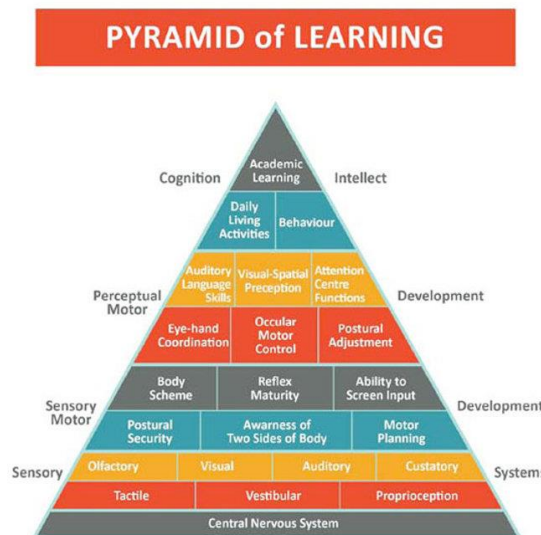 PYRAMID of LEARNING
Academic
Learning
Cognition
Intellect
Daily
Living
Activities
Behaviour
Auditory
Language
Skills
Visual-Spatial
Preception
Attention
Centre
Functions
Perceptual
Motor
Development
Eye-hand
Coordination
Occular
Motor
Control
Postural
Adjustment
Body
Scheme
Reflex
Maturity
Ability to
Screen Input
Sensory
Motor
Development
Postural
Security
Awarness of
Two Sides of Body
Motor
Planning
Sensory
Olfactory
Visual
Auditory
Custatory
Systems
Tactile
Vestibular
Proprioception
Central Nervous System